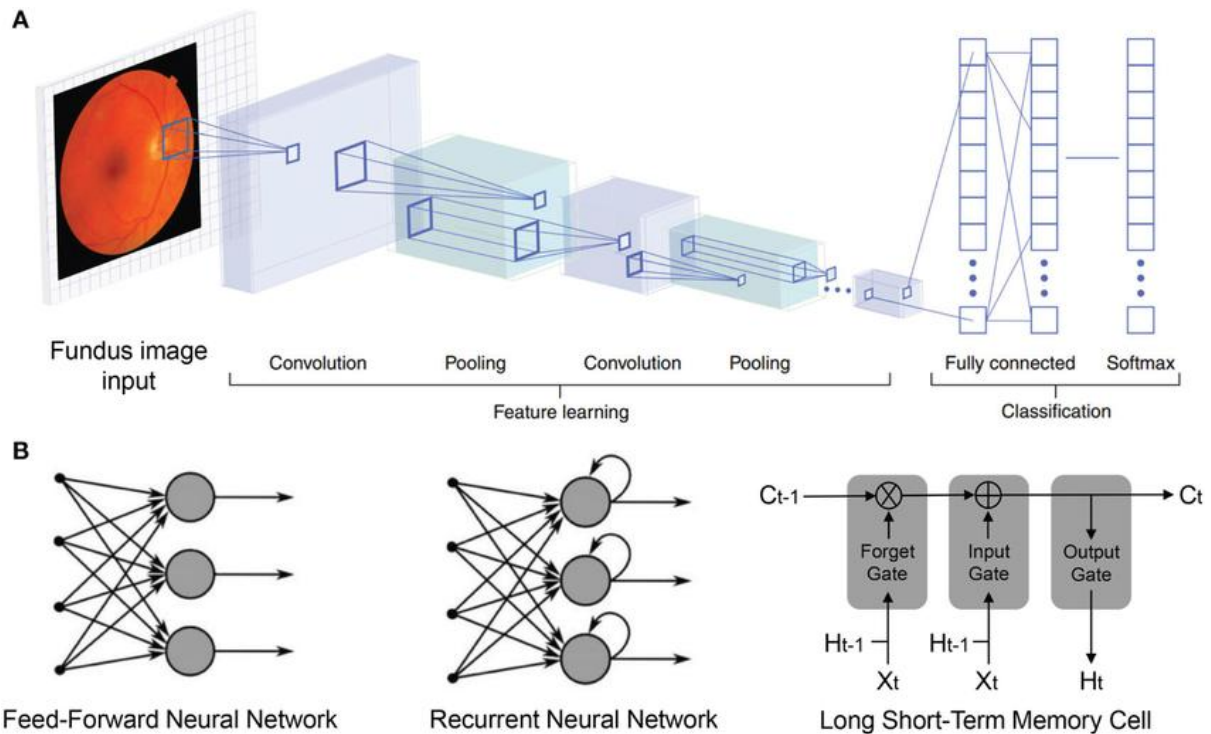 A
Fundus image
input
Convolution Pooling Convolution Pooling
Feature learning
Fully connected Softmax
Classification
B
Feed-Forward Neural Network
Recurrent Neural Network
Ct-1
Ct
Forget
Gate
Input
Gate
Output
Gate
Ht-1
Ht-1
Xt
Xt
Ht
Long Short-Term Memory Cell